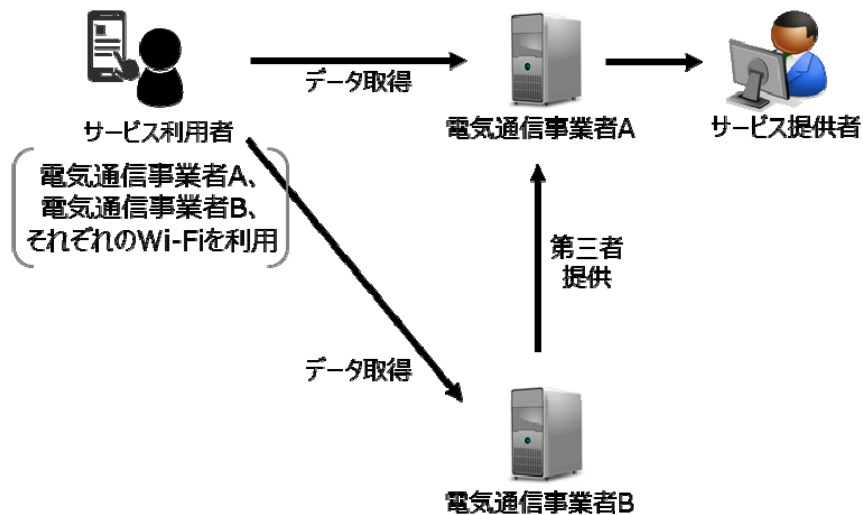 データ取得
サービス利用者
電気通信事業者A、
電気通信事業者B、
それぞれのWi-Fiを利用
電気通信事業者A
サービス提供者
第三者
提供
データ取得
電気通信事業者B